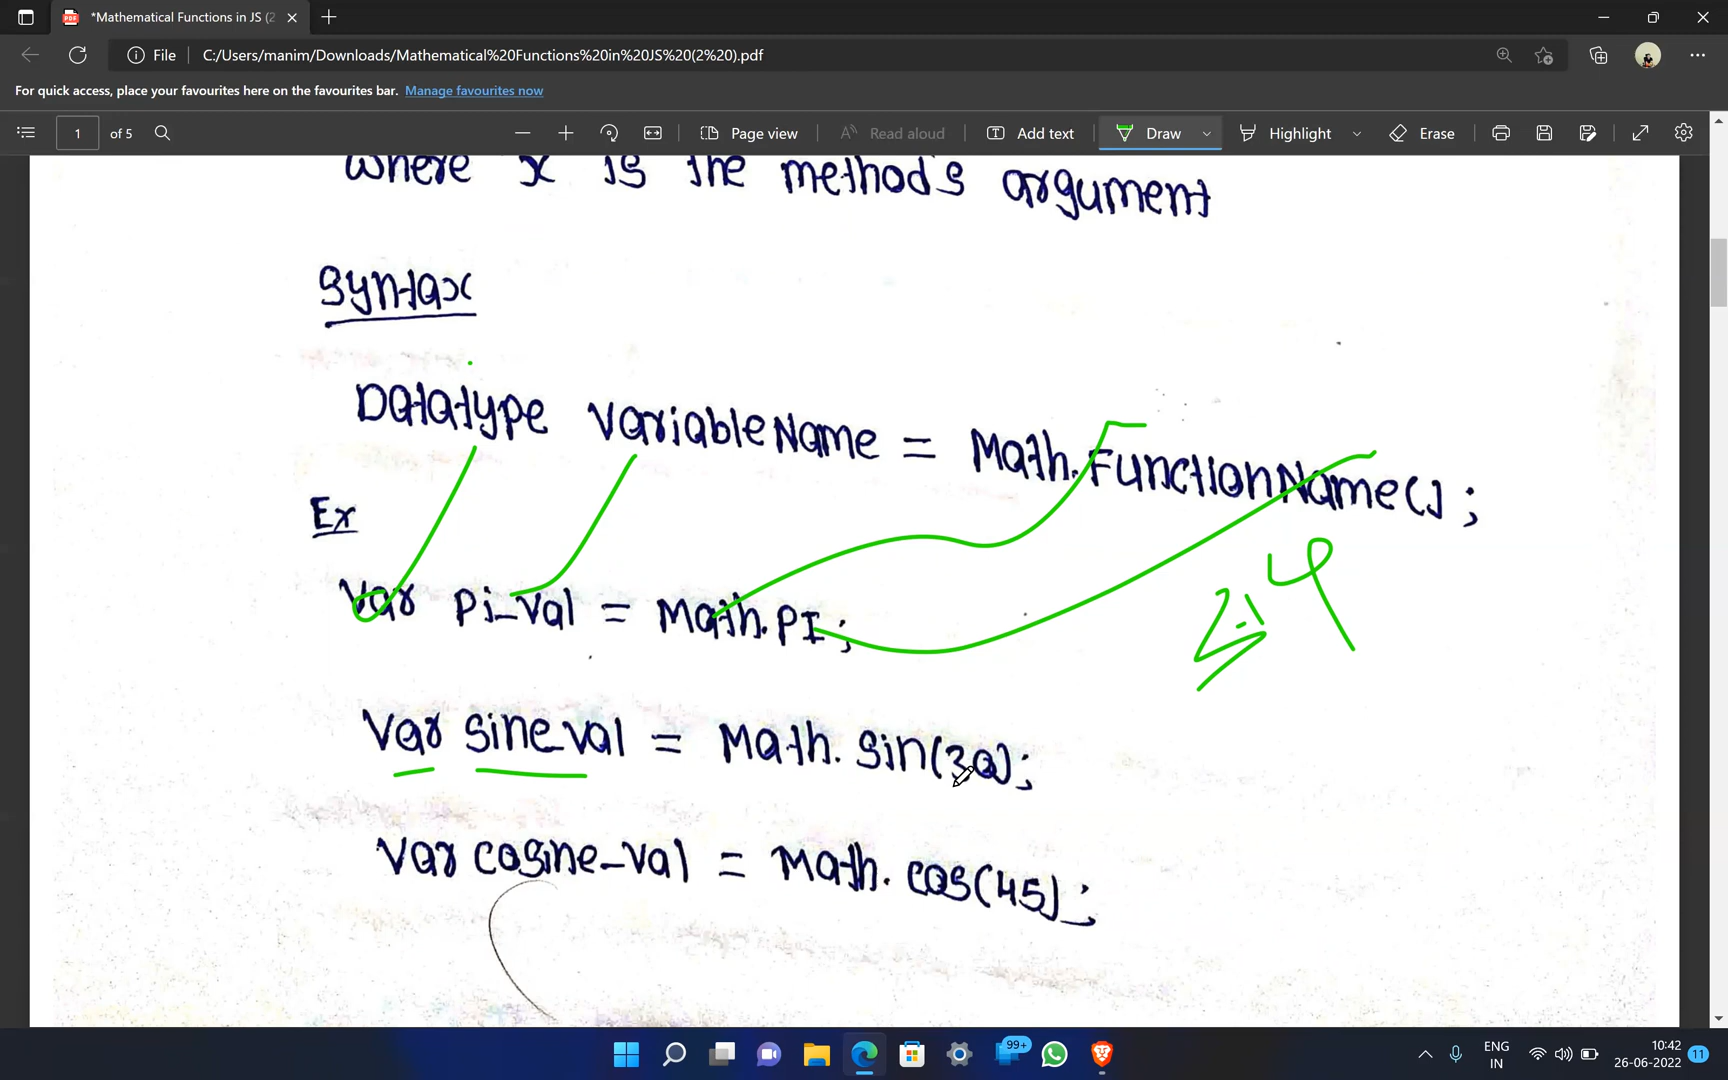 *Mathematical Functions in JS (2
File C:/Users/manim/Downloads/Mathematical%20Functions%20in%20JS%20(2%20).pdf
For quick access, place your favourites here on the favourites bar. Manage favourites now
1 of 5 Page view Read aloud Add text Draw Highlight Erase
where x is the methods argument
Syntax
Datatype VariableName = Math.FunctionName();
Ex
Var Pi_Val = Math.PI;
Var sine_val = Math.sin(30);
Var cosine_val = Math.cos(45);
99+
ENG
IN
10:42
26-06-2022
11